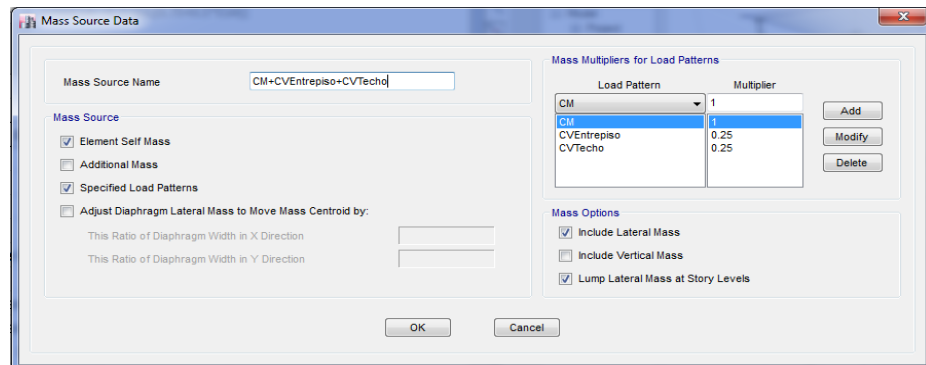 Mass Source Data
Mass Source Name
CM+CVEntrepiso+CVTecho
Mass Source
Element Self Mass
Additional Mass
Specified Load Patterns
Adjust Diaphragm Lateral Mass to Move Mass Centroid by:
This Ratio of Diaphragm Width in X Direction
This Ratio of Diaphragm Width in Y Direction
Mass Multipliers for Load Patterns
Load Pattern Multiplier
CM 1
CM 1
CVEntrepiso 0.25
CVTecho 0.25
Add
Modify
Delete
Mass Options
Include Lateral Mass
Include Vertical Mass
Lump Lateral Mass at Story Levels
OK Cancel